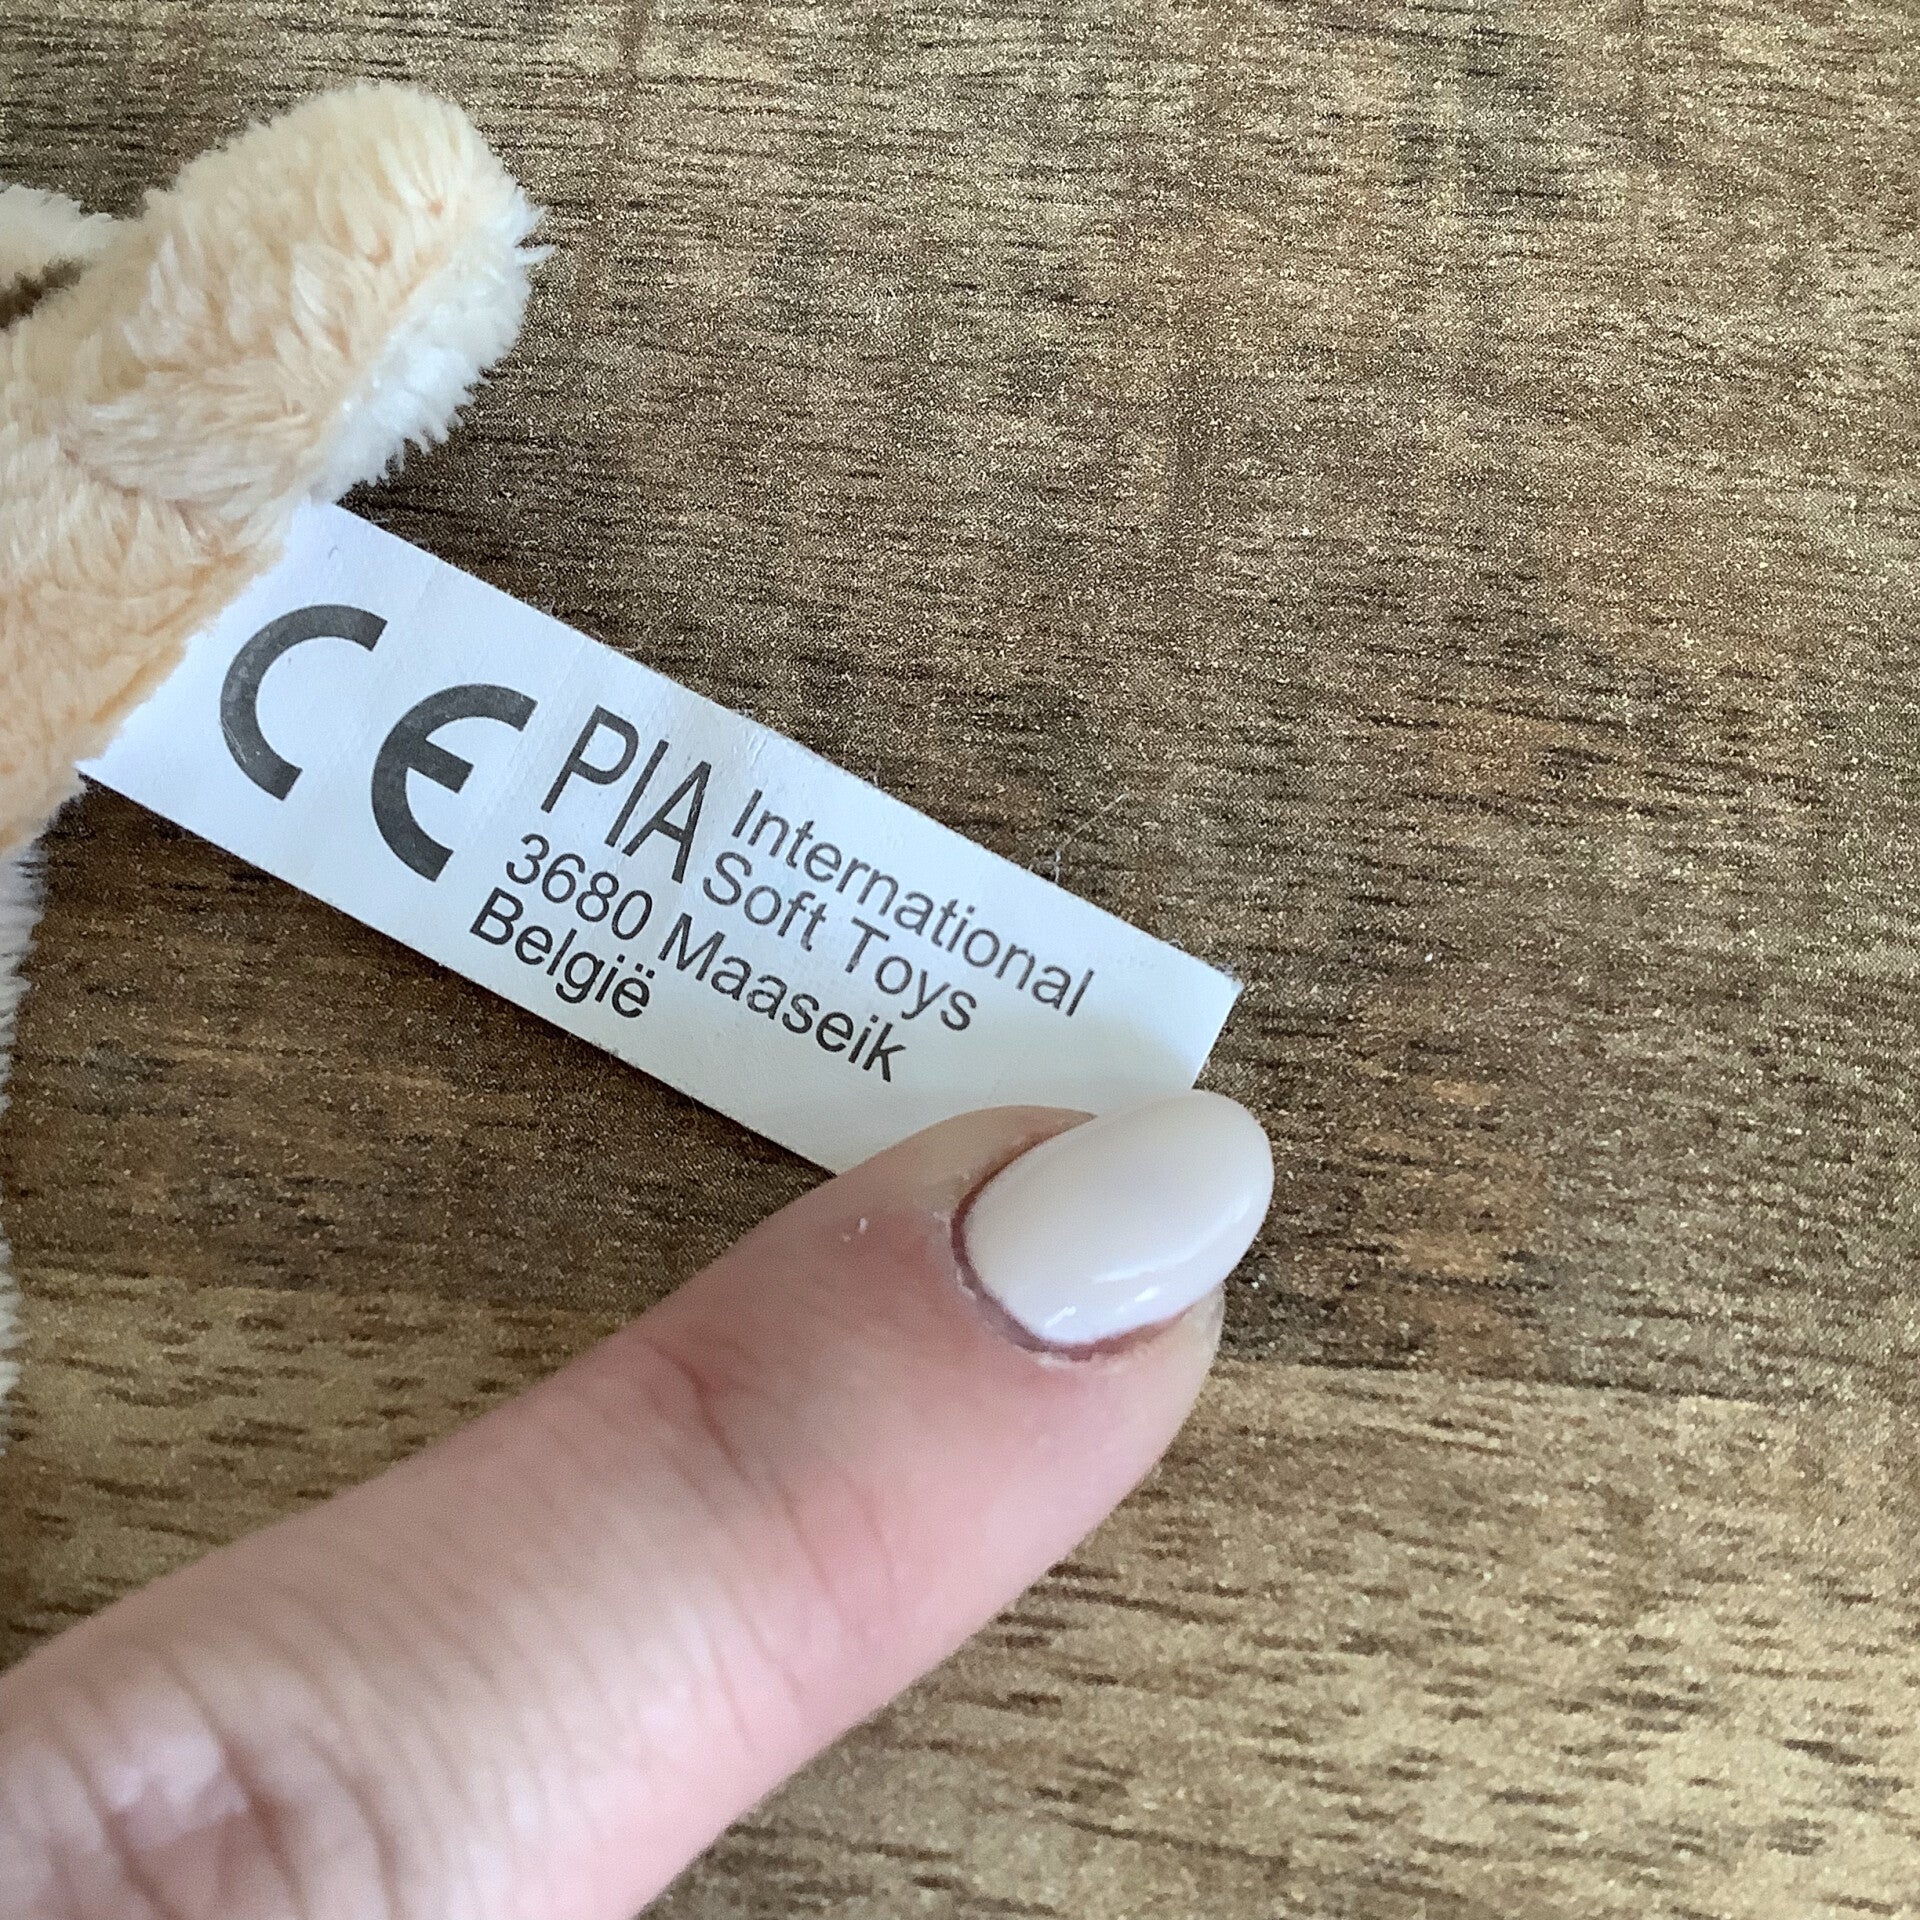 CE PIA International
Soft Toys
3680 Maaseik
België